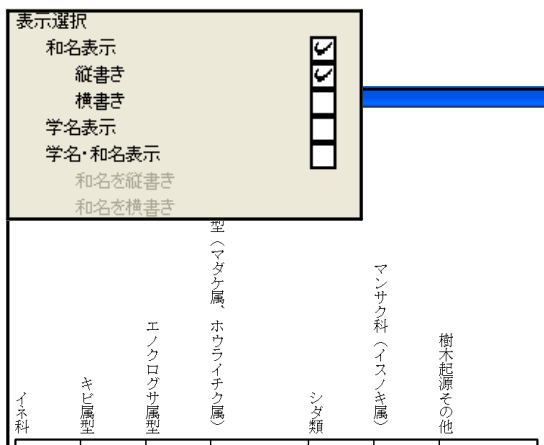 表示選択
和名表示
縦書き
横書き
学名表示
学名・和名表示
和名を縦書き
和名を横書き
イネ科
キビ属型
エノコログサ属型
型（マダケ属、ホウライチク属）
シダ類
マンサク科（イスノキ属）
樹木起源その他